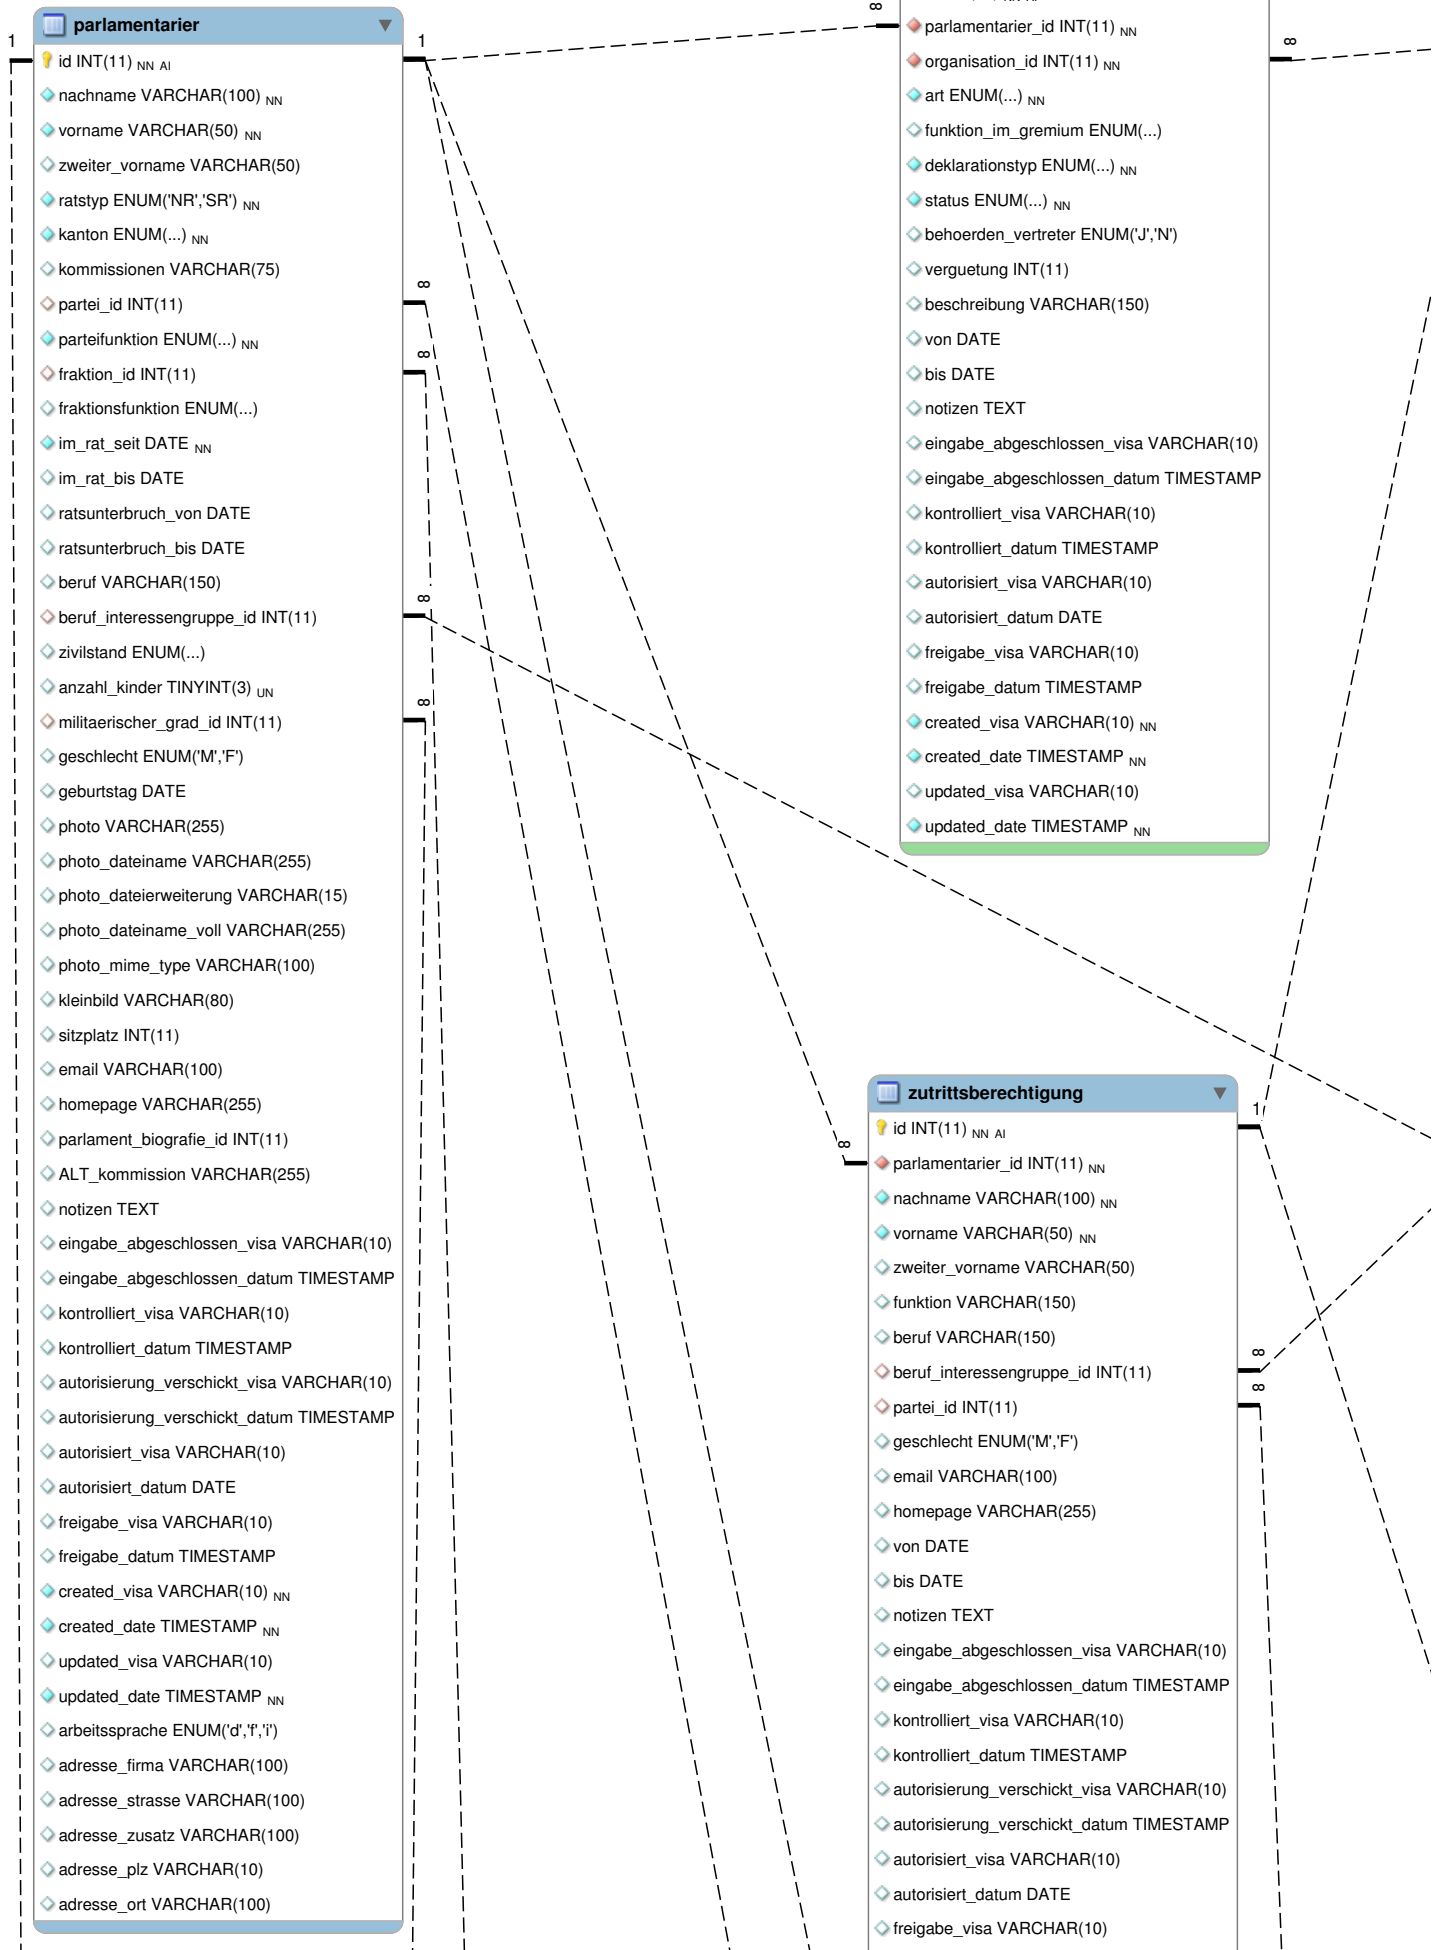 parlamentarier
1
1
id INT(11) NN AI
nachname VARCHAR(100) NN
vorname VARCHAR(50) NN
zweiter_vorname VARCHAR(50)
ratstyp ENUM('NR','SR') NN
kanton ENUM(...) NN
kommissionen VARCHAR(75)
∞
partei_id INT(11)
parteifunktion ENUM(...) NN
∞
fraktion_id INT(11)
fraktionsfunktion ENUM(...)
im_rat_seit DATE NN
im_rat_bis DATE
ratsunterbruch_von DATE
ratsunterbruch_bis DATE
beruf VARCHAR(150)
∞
beruf_interessengruppe_id INT(11)
zivilstand ENUM(...)
anzahl_kinder TINYINT(3) UN
∞
militaerischer_grad_id INT(11)
geschlecht ENUM('M','F')
geburtstag DATE
photo VARCHAR(255)
photo_dateiname VARCHAR(255)
photo_dateierweiterung VARCHAR(15)
photo_dateiname_voll VARCHAR(255)
photo_mime_type VARCHAR(100)
kleinbild VARCHAR(80)
sitzplatz INT(11)
email VARCHAR(100)
homepage VARCHAR(255)
parlament_biografie_id INT(11)
ALT_kommission VARCHAR(255)
notizen TEXT
eingabe_abgeschlossen_visa VARCHAR(10)
eingabe_abgeschlossen_datum TIMESTAMP
kontrolliert_visa VARCHAR(10)
kontrolliert_datum TIMESTAMP
autorisierung_verschickt_visa VARCHAR(10)
autorisierung_verschickt_datum TIMESTAMP
autorisiert_visa VARCHAR(10)
autorisiert_datum DATE
freigabe_visa VARCHAR(10)
freigabe_datum TIMESTAMP
created_visa VARCHAR(10) NN
created_date TIMESTAMP NN
updated_visa VARCHAR(10)
updated_date TIMESTAMP NN
arbeitssprache ENUM('d','f','i')
adresse_firma VARCHAR(100)
adresse_strasse VARCHAR(100)
adresse_zusatz VARCHAR(100)
adresse_plz VARCHAR(10)
adresse_ort VARCHAR(100)
∞
parlamentarier_id INT(11) NN
∞
organisation_id INT(11) NN
art ENUM(...) NN
funktion_im_gremium ENUM(...)
deklarationstyp ENUM(...) NN
status ENUM(...) NN
behoerden_vertreter ENUM('J','N')
verguetung INT(11)
beschreibung VARCHAR(150)
von DATE
bis DATE
notizen TEXT
eingabe_abgeschlossen_visa VARCHAR(10)
eingabe_abgeschlossen_datum TIMESTAMP
kontrolliert_visa VARCHAR(10)
kontrolliert_datum TIMESTAMP
autorisiert_visa VARCHAR(10)
autorisiert_datum DATE
freigabe_visa VARCHAR(10)
freigabe_datum TIMESTAMP
created_visa VARCHAR(10) NN
created_date TIMESTAMP NN
updated_visa VARCHAR(10)
updated_date TIMESTAMP NN
zutrittsberechtigung
1
id INT(11) NN AI
∞
parlamentarier_id INT(11) NN
nachname VARCHAR(100) NN
vorname VARCHAR(50) NN
zweiter_vorname VARCHAR(50)
funktion VARCHAR(150)
beruf VARCHAR(150)
∞
beruf_interessengruppe_id INT(11)
∞
partei_id INT(11)
geschlecht ENUM('M','F')
email VARCHAR(100)
homepage VARCHAR(255)
von DATE
bis DATE
notizen TEXT
eingabe_abgeschlossen_visa VARCHAR(10)
eingabe_abgeschlossen_datum TIMESTAMP
kontrolliert_visa VARCHAR(10)
kontrolliert_datum TIMESTAMP
autorisierung_verschickt_visa VARCHAR(10)
autorisierung_verschickt_datum TIMESTAMP
autorisiert_visa VARCHAR(10)
autorisiert_datum DATE
freigabe_visa VARCHAR(10)